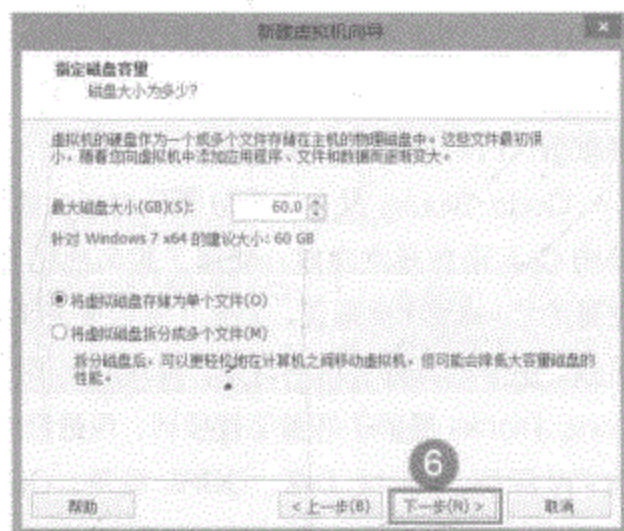 新建虚拟机向导
指定磁盘容量
磁盘大小为多少?
虚拟机的硬盘作为一个或多个文件存储在主机的物理磁盘中。这些文件最初很
小,随着您向虚拟机中添加应用程序、文件和数据而逐渐变大。
最大磁盘大小(GB)(S): 60.0
针对 Windows 7 x64 的建议大小: 60 GB
将虚拟磁盘存储为单个文件(O)
将虚拟磁盘拆分成多个文件(M)
拆分磁盘后,可以更轻松地在计算机之间移动虚拟机,但可能会降低大容量磁盘的
性能。
6
帮助 < 上一步(B) 下一步(N) > 取消